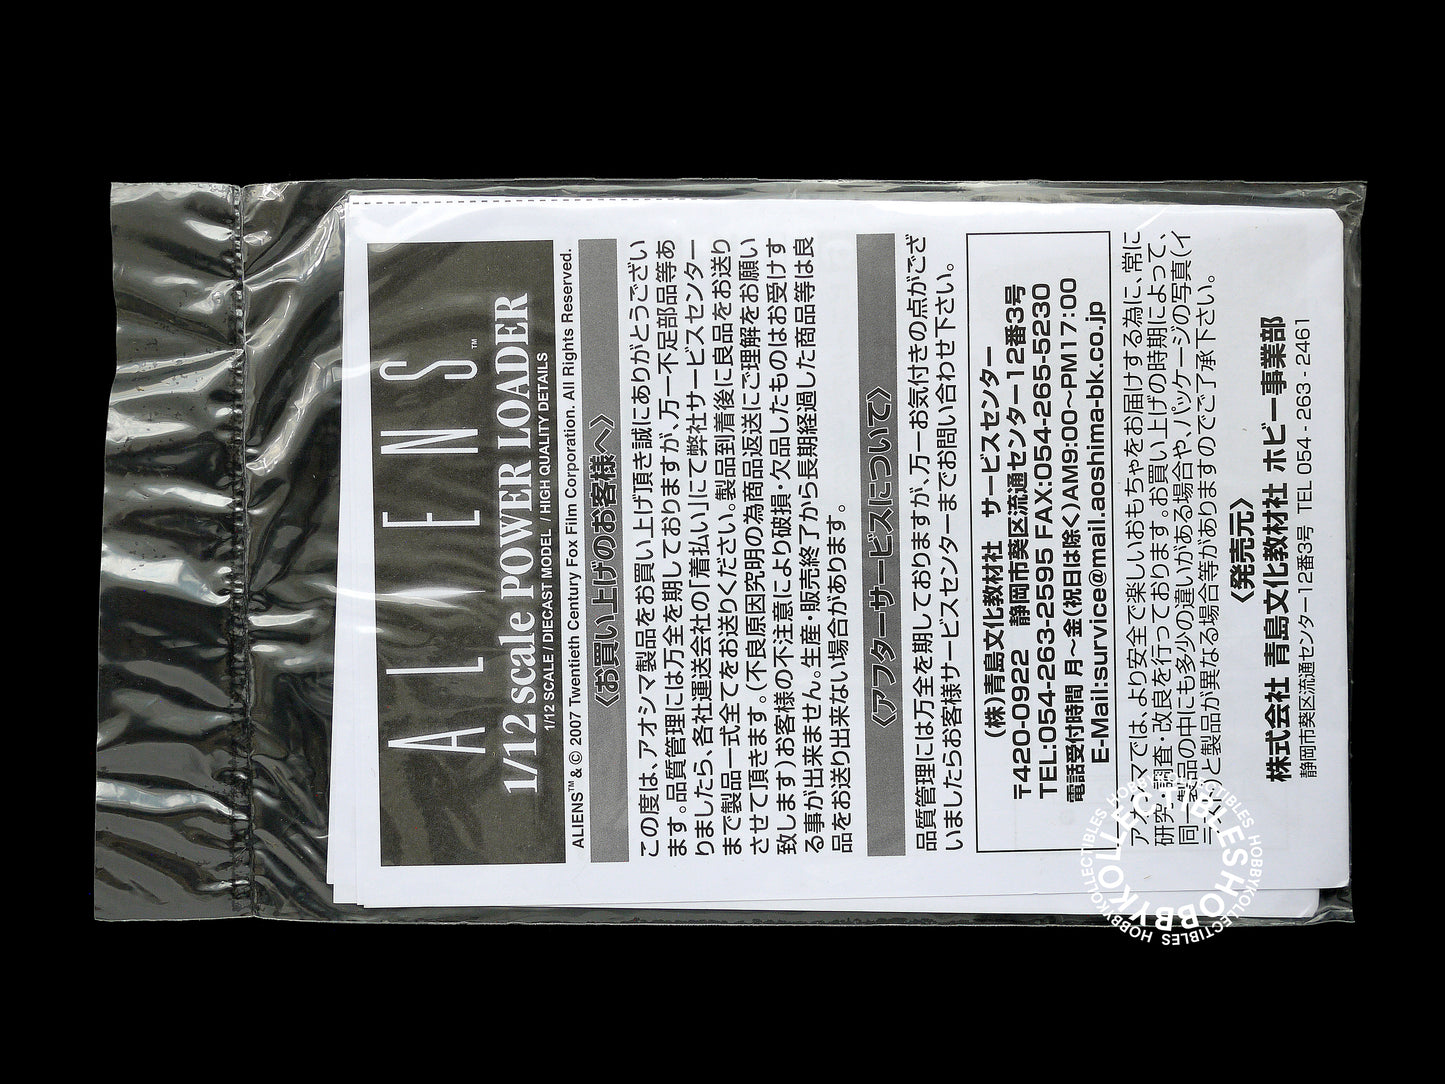 ALIENS™
1/12 scale POWER LOADER
1/12 SCALE / DIECAST MODEL / HIGH QUALITY DETAILS
ALIENS™ & © 2007 Twentieth Century Fox Film Corporation. All Rights Reserved.
〈お買い上げのお客様へ〉
この度は、アオシマ製品をお買い上げ頂き誠にありがとうござい
ます。品質管理には万全を期しておりますが、万一不足部品等あ
りましたら、各社運送会社の「着払い」にて弊社サービスセンター
まで製品一式全てをお送りください。製品到着後に良品をお送り
させて頂きます。(不良原因究明の為商品返送にご理解をお願い
致します)お客様の不注意により破損・欠品したものはお受けす
る事が出来ません。生産・販売終了から長期経過した商品等は良
品をお送り出来ない場合があります。
〈アフターサービスについて〉
品質管理には万全を期しておりますが、万一お気付きの点がござ
いましたらお客様サービスセンターまでお問い合わせ下さい。
(株)青島文化教材社 サービスセンター
〒420-0922 静岡市葵区流通センター12番3号
TEL:054-263-2595 FAX:054-265-5230
電話受付時間 月〜金(祝日は除く)AM9:00〜PM17:00
E-Mail:survice@mail.aoshima-bk.co.jp
アオシマでは、より安全で楽しいおもちゃをお届けする為に、常に
研究・調査・改良を行っております。お買い上げの時期によって、
同一製品の中にも多少の違いがある場合や、パッケージの写真(イ
ラスト)と製品が異なる場合等がありますのでご了承下さい。
〈発売元〉
株式会社 青島文化教材社 ホビー事業部
静岡市葵区流通センター12番3号 TEL 054 - 263 - 2461
HOBBYKOLLECTIBLES
HOBBYKOLLECTIBLES HOBBYKOLLECTIBLES HOBBYKOLLECTIBLES